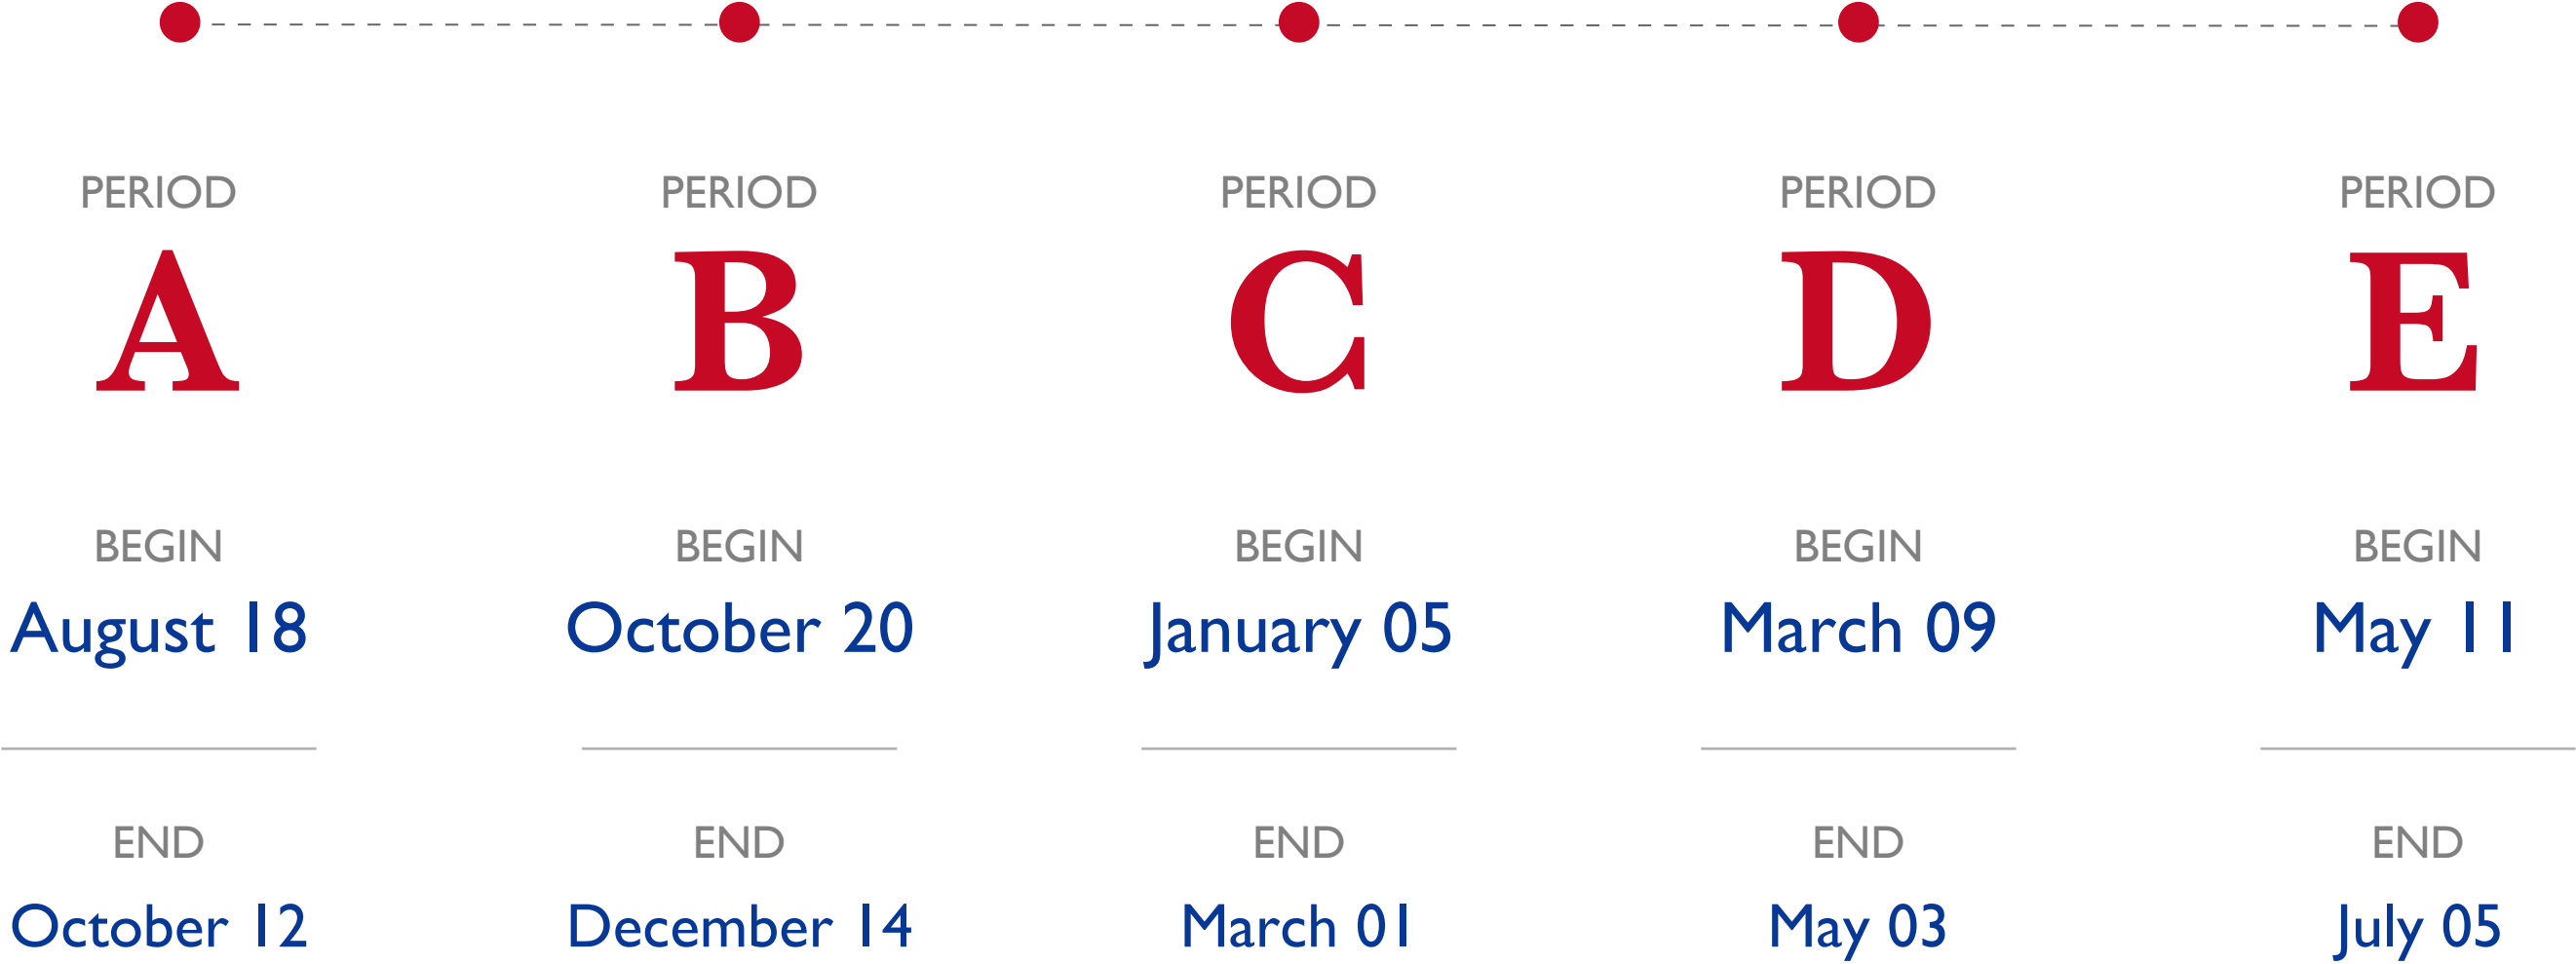 PERIOD
A
BEGIN
August 18
END
October 12
PERIOD
B
BEGIN
October 20
END
December 14
PERIOD
C
BEGIN
January 05
END
March 01
PERIOD
D
BEGIN
March 09
END
May 03
PERIOD
E
BEGIN
May 11
END
July 05